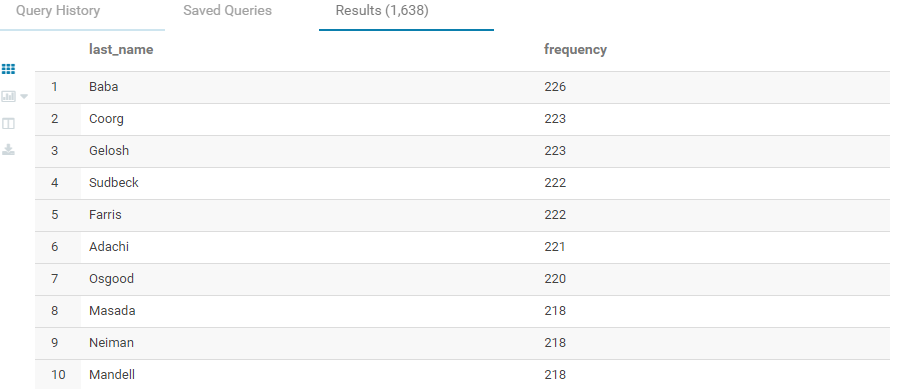 Query History Saved Queries Results (1,638)
last_name frequency
1 Baba 226
2 Coorg 223
3 Gelosh 223
4 Sudbeck 222
5 Farris 222
6 Adachi 221
7 Osgood 220
8 Masada 218
9 Neiman 218
10 Mandell 218